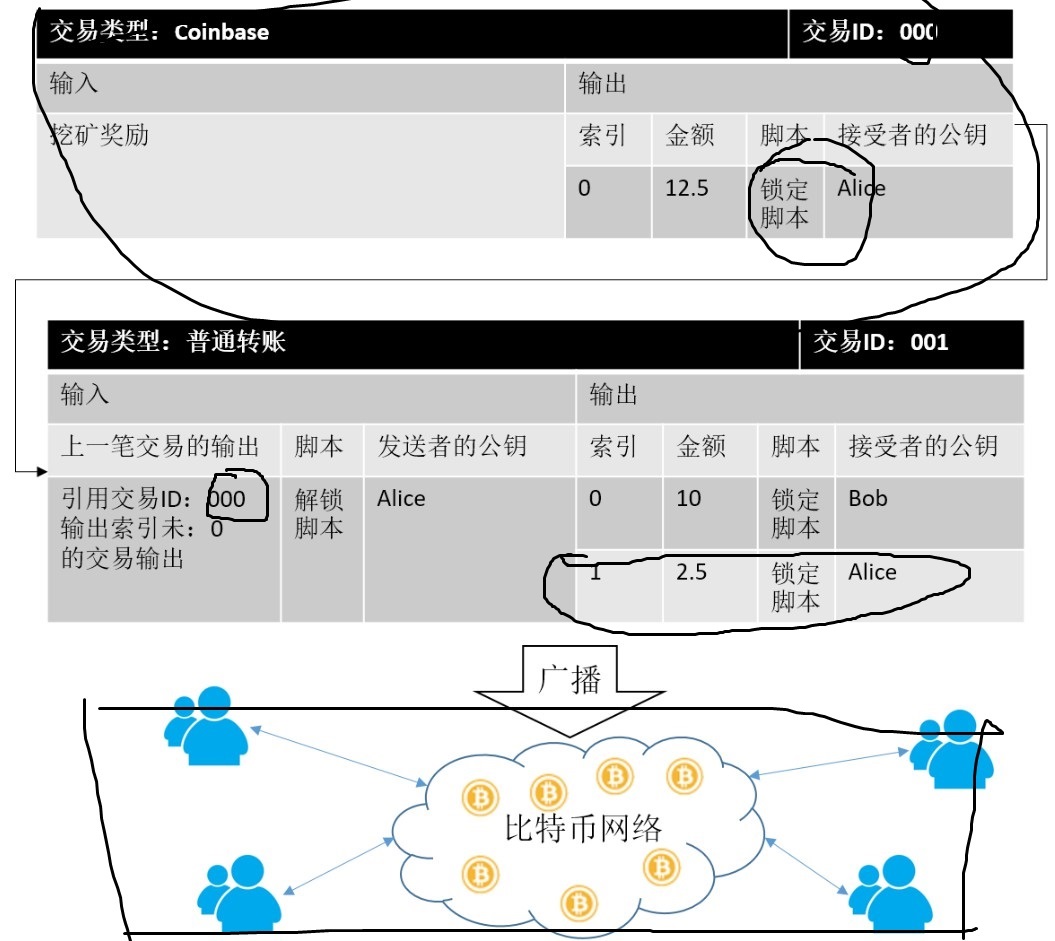 交易类型：Coinbase 交易ID：000
输入 输出
挖矿奖励 索引 金额 脚本 接受者的公钥
0 12.5 锁定 Alice
脚本
交易类型：普通转账 交易ID：001
输入 输出
上一笔交易的输出 脚本 发送者的公钥 索引 金额 脚本 接受者的公钥
引用交易ID：000 解锁 Alice 0 10 锁定 Bob
输出索引未：0 脚本 脚本
的交易输出
1 2.5 锁定 Alice
脚本
广播
比特币网络